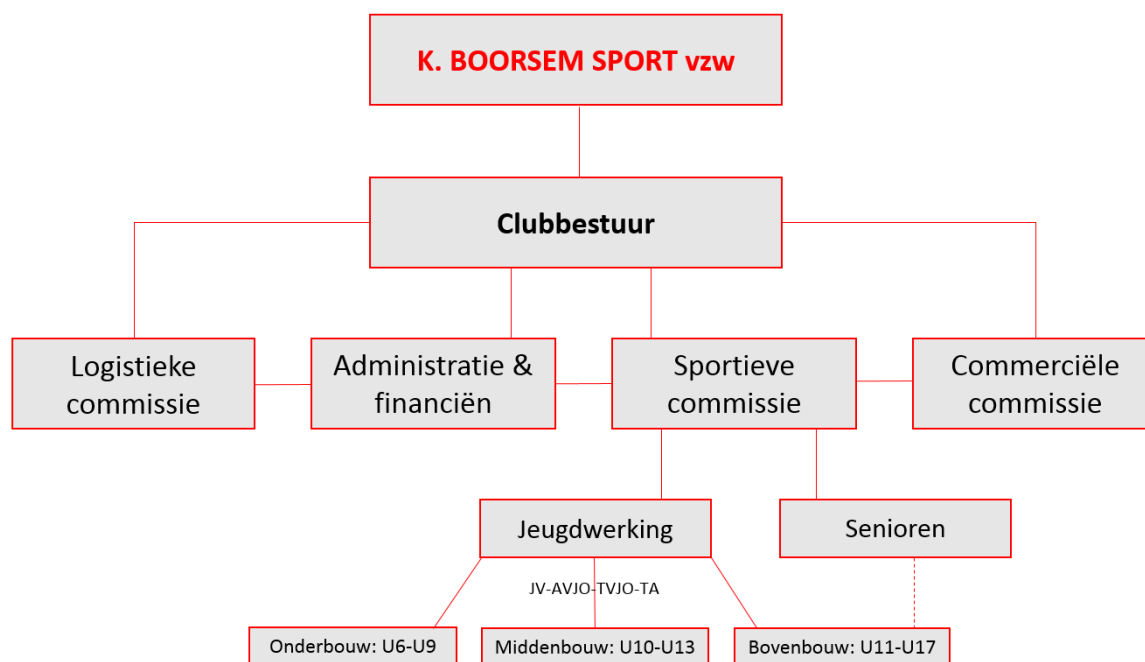 K. BOORSEM SPORT vzw
Clubbestuur
Logistieke
commissie
Administratie &
financiën
Sportieve
commissie
Commerciële
commissie
Jeugdwerking
Senioren
JV-AVJO-TVJO-TA
Onderbouw: U6-U9
Middenbouw: U10-U13
Bovenbouw: U11-U17